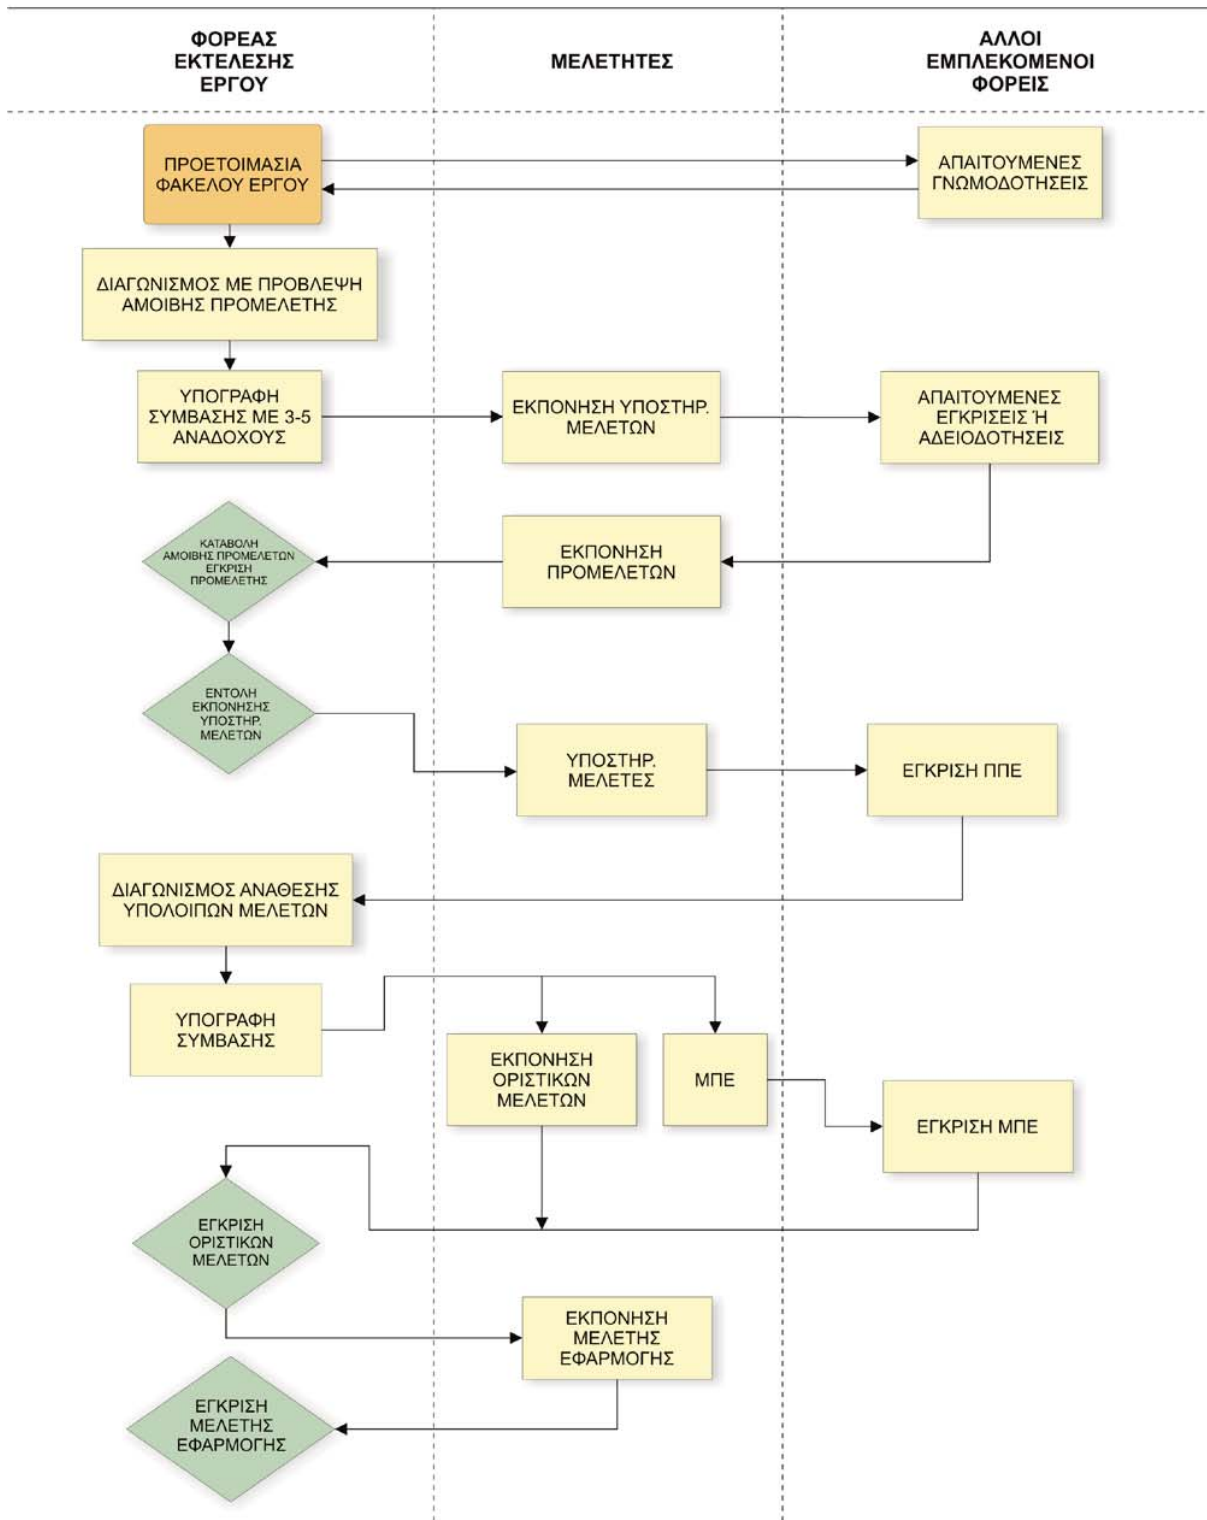 ΦΟΡΕΑΣ
ΕΚΤΕΛΕΣΗΣ
ΕΡΓΟΥ
ΜΕΛΕΤΗΤΕΣ
ΑΛΛΟΙ
ΕΜΠΛΕΚΟΜΕΝΟΙ
ΦΟΡΕΙΣ
ΠΡΟΕΤΟΙΜΑΣΙΑ
ΦΑΚΕΛΟΥ ΕΡΓΟΥ
ΑΠΑΙΤΟΥΜΕΝΕΣ
ΓΝΩΜΟΔΟΤΗΣΕΙΣ
ΔΙΑΓΩΝΙΣΜΟΣ ΜΕ ΠΡΟΒΛΕΨΗ
ΑΜΟΙΒΗΣ ΠΡΟΜΕΛΕΤΗΣ
ΥΠΟΓΡΑΦΗ
ΣΥΜΒΑΣΗΣ ΜΕ 3-5
ΑΝΑΔΟΧΟΥΣ
ΕΚΠΟΝΗΣΗ ΥΠΟΣΤΗΡ.
ΜΕΛΕΤΩΝ
ΑΠΑΙΤΟΥΜΕΝΕΣ
ΕΓΚΡΙΣΕΙΣ Ή
ΑΔΕΙΟΔΟΤΗΣΕΙΣ
ΚΑΤΑΒΟΛΗ
ΑΜΟΙΒΗΣ ΠΡΟΜΕΛΕΤΩΝ
ΕΓΚΡΙΣΗ
ΠΡΟΜΕΛΕΤΗΣ
ΕΚΠΟΝΗΣΗ
ΠΡΟΜΕΛΕΤΩΝ
ΕΝΤΟΛΗ
ΕΚΠΟΝΗΣΗΣ
ΥΠΟΣΤΗΡ.
ΜΕΛΕΤΩΝ
ΥΠΟΣΤΗΡ.
ΜΕΛΕΤΕΣ
ΕΓΚΡΙΣΗ ΠΠΕ
ΔΙΑΓΩΝΙΣΜΟΣ ΑΝΑΘΕΣΗΣ
ΥΠΟΛΟΙΠΩΝ ΜΕΛΕΤΩΝ
ΥΠΟΓΡΑΦΗ
ΣΥΜΒΑΣΗΣ
ΕΚΠΟΝΗΣΗ
ΟΡΙΣΤΙΚΩΝ
ΜΕΛΕΤΩΝ
ΜΠΕ
ΕΓΚΡΙΣΗ ΜΠΕ
ΕΓΚΡΙΣΗ
ΟΡΙΣΤΙΚΩΝ
ΜΕΛΕΤΩΝ
ΕΚΠΟΝΗΣΗ
ΜΕΛΕΤΗΣ
ΕΦΑΡΜΟΓΗΣ
ΕΓΚΡΙΣΗ
ΜΕΛΕΤΗΣ
ΕΦΑΡΜΟΓΗΣ